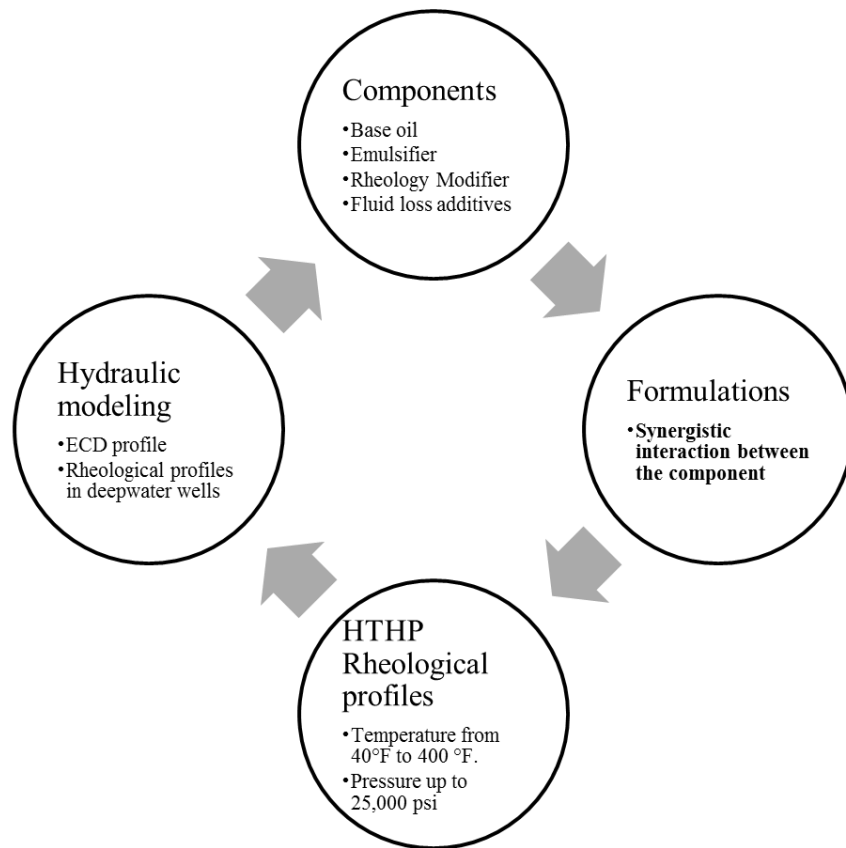 Components
•Base oil
•Emulsifier
•Rheology Modifier
•Fluid loss additives
Formulations
•Synergistic
interaction between
the component
HTHP
Rheological
profiles
•Temperature from
40°F to 400 °F.
•Pressure up to
25,000 psi
Hydraulic
modeling
•ECD profile
•Rheological profiles
in deepwater wells